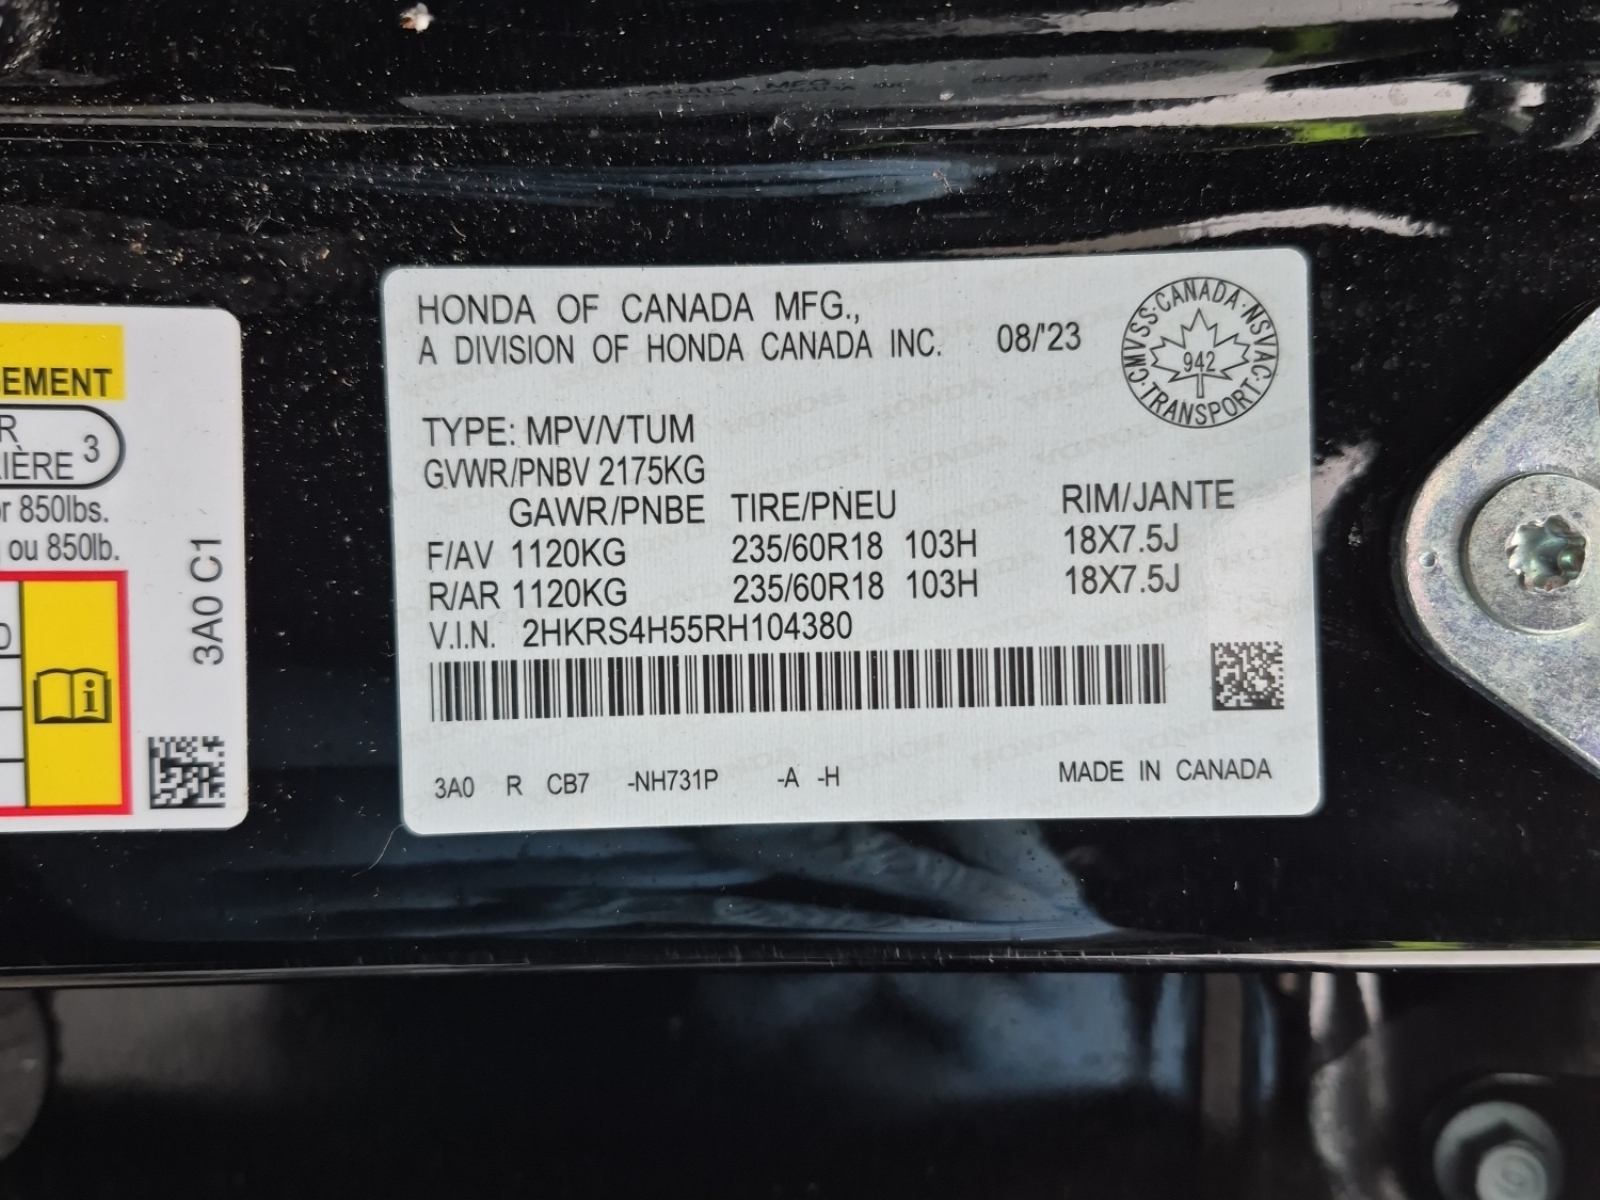 HONDA OF CANADA MFG.,
A DIVISION OF HONDA CANADA INC. 08/'23
CMVSS·CANADA·NSVAC·TRANSPORT·
942
TYPE: MPV/VTUM
GVWR/PNBV 2175KG
GAWR/PNBE TIRE/PNEU RIM/JANTE
F/AV 1120KG 235/60R18 103H 18X7.5J
R/AR 1120KG 235/60R18 103H 18X7.5J
V.I.N. 2HKRS4H55RH104380
3A0 R CB7 -NH731P -A -H MADE IN CANADA
EMENT
R
IÈRE 3
r 850lbs.
ou 850lb.
3A0 C1